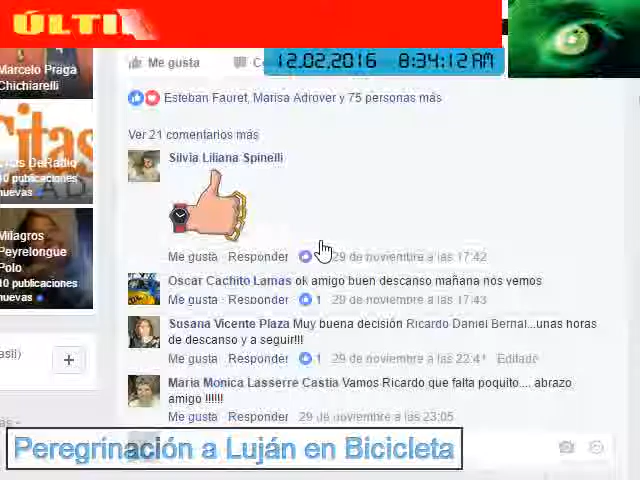 ÚLTI
12.02.2016 8:34:12 AM
Marcelo Praga
Chichiarelli
Me gusta
Esteban Fauret, Marisa Adrover y 75 personas más
Ver 21 comentarios más
Silvia Liliana Spinelli
Me gusta · Responder · 29 de noviembre a las 17:42
10 publicaciones
nuevas
Milagros
Peyrelongue
Polo
10 publicaciones
nuevas
Oscar Cachito Lamas ok amigo buen descanso mañana nos vemos
Me gusta · Responder · 1 · 29 de noviembre a las 17:43
Susana Vicente Plaza Muy buena decisión Ricardo Daniel Bernal...unas horas
de descanso y a seguir!!!
Me gusta · Responder · 1 · 29 de noviembre a las 22:41 · Editado
Maria Monica Lasserre Castia Vamos Ricardo que falta poquito.... abrazo
amigo !!!!!!
Me gusta · Responder · 29 de noviembre a las 23:05
Peregrinación a Luján en Bicicleta